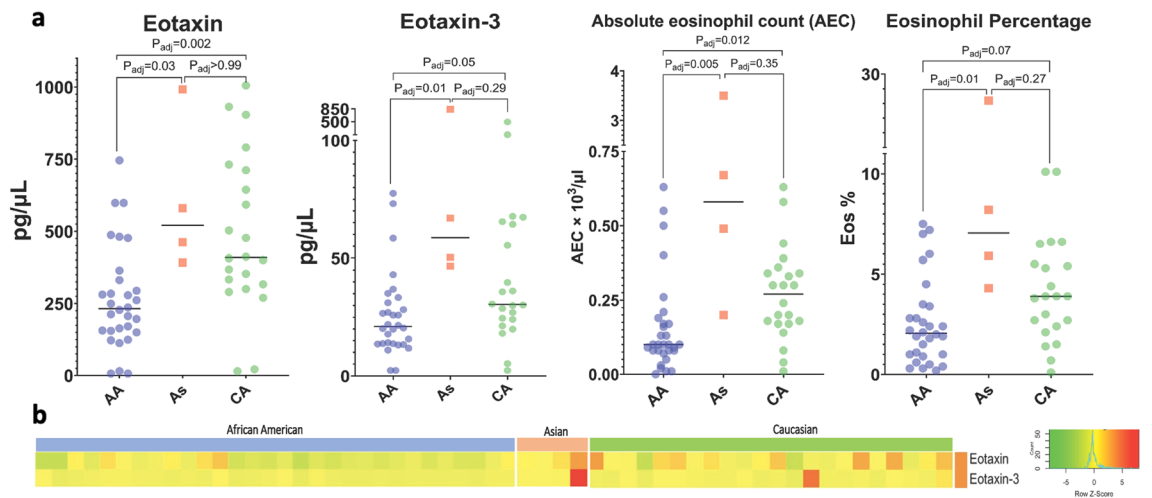 a
Eotaxin
Padj=0.002
Padj=0.03 Padj>0.99
pg/μL
1000
750
500
250
0
AA As CA
Eotaxin-3
Padj=0.05
Padj=0.01 Padj=0.29
pg/μL
850
500
100
50
0
AA As CA
Absolute eosinophil count (AEC)
Padj=0.012
Padj=0.005 Padj=0.35
AEC × 10³/μl
4
3
0.75
0.50
0.25
0.00
AA As CA
Eosinophil Percentage
Padj=0.07
Padj=0.01 Padj=0.27
Eos %
30
10
5
0
AA As CA
b
African American Asian Caucasian
Eotaxin
Eotaxin-3
Count
0 20 50
-5 0 5
Row Z-Score